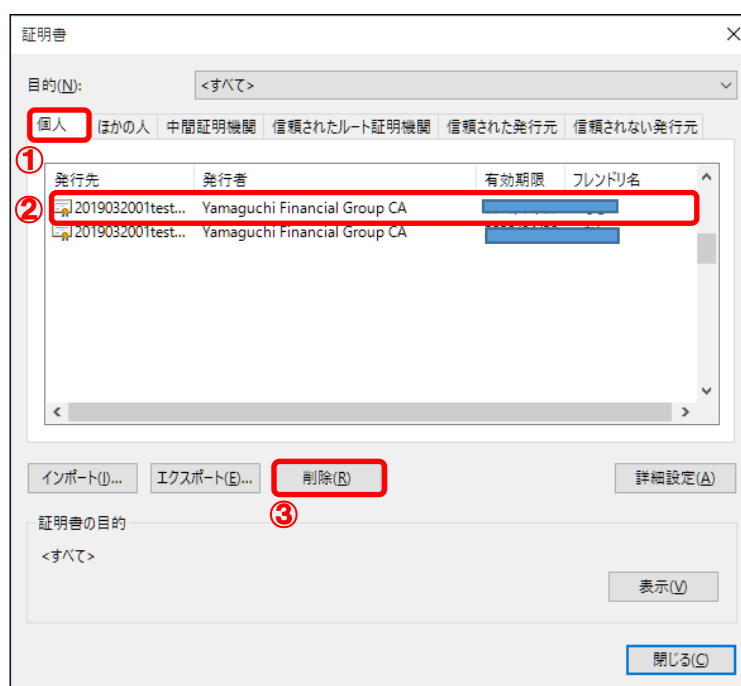 証明書
目的(N): <すべて>
個人 ほかの人 中間証明機関 信頼されたルート証明機関 信頼された発行元 信頼されない発行元
①
発行先 発行者 有効期限 フレンドリ名
② 2019032001test... Yamaguchi Financial Group CA
2019032001test... Yamaguchi Financial Group CA
インポート(I)... エクスポート(E)... 削除(R) 詳細設定(A)
③
証明書の目的
<すべて>
表示(V)
閉じる(C)